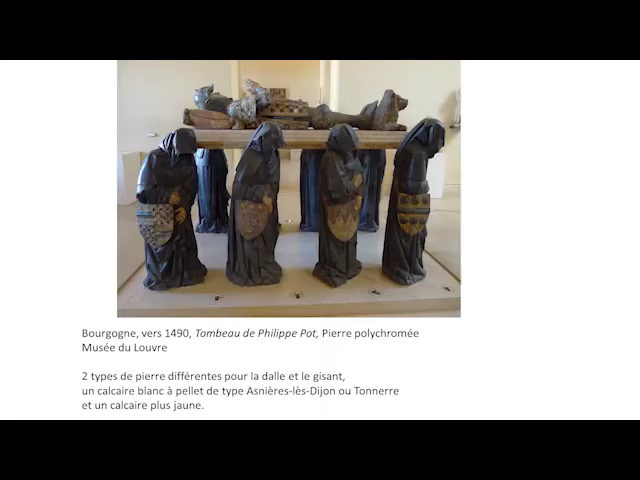 Bourgogne, vers 1490, Tombeau de Philippe Pot, Pierre polychromée
Musée du Louvre
2 types de pierre différentes pour la dalle et le gisant,
un calcaire blanc à pellet de type Asnières-lès-Dijon ou Tonnerre
et un calcaire plus jaune.